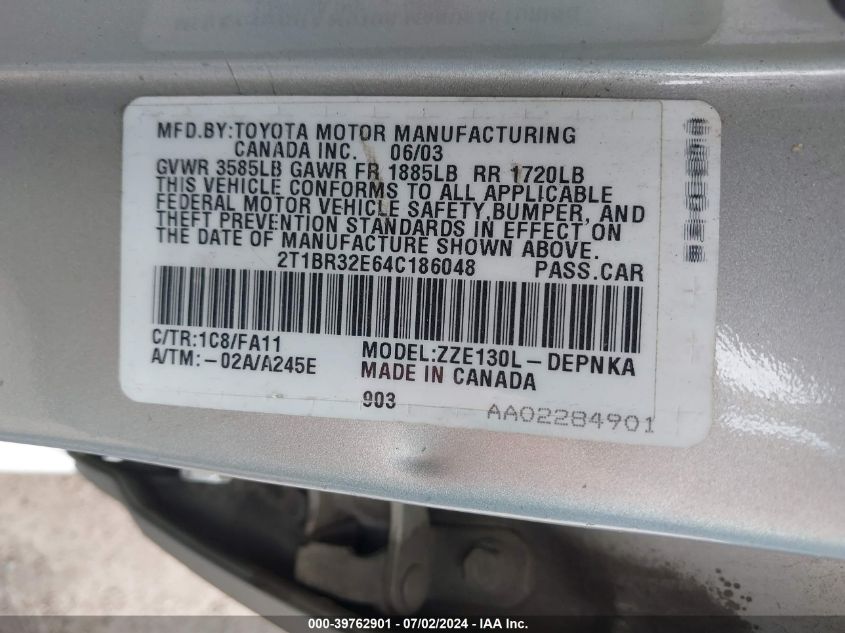 MFD.BY:TOYOTA MOTOR MANUFACTURING
CANADA INC. 06/03
GVWR 3585LB GAWR FR 1885LB RR 1720LB
THIS VEHICLE CONFORMS TO ALL APPLICABLE
FEDERAL MOTOR VEHICLE SAFETY,BUMPER, AND
THEFT PREVENTION STANDARDS IN EFFECT ON
THE DATE OF MANUFACTURE SHOWN ABOVE.
2T1BR32E64C186048 PASS.CAR
C/TR:1C8/FA11 MODEL:ZZE130L-DEPNKA
A/TM:-02A/A245E MADE IN CANADA
903 AA02284901
000-39762901 - 07/02/2024 - IAA Inc.